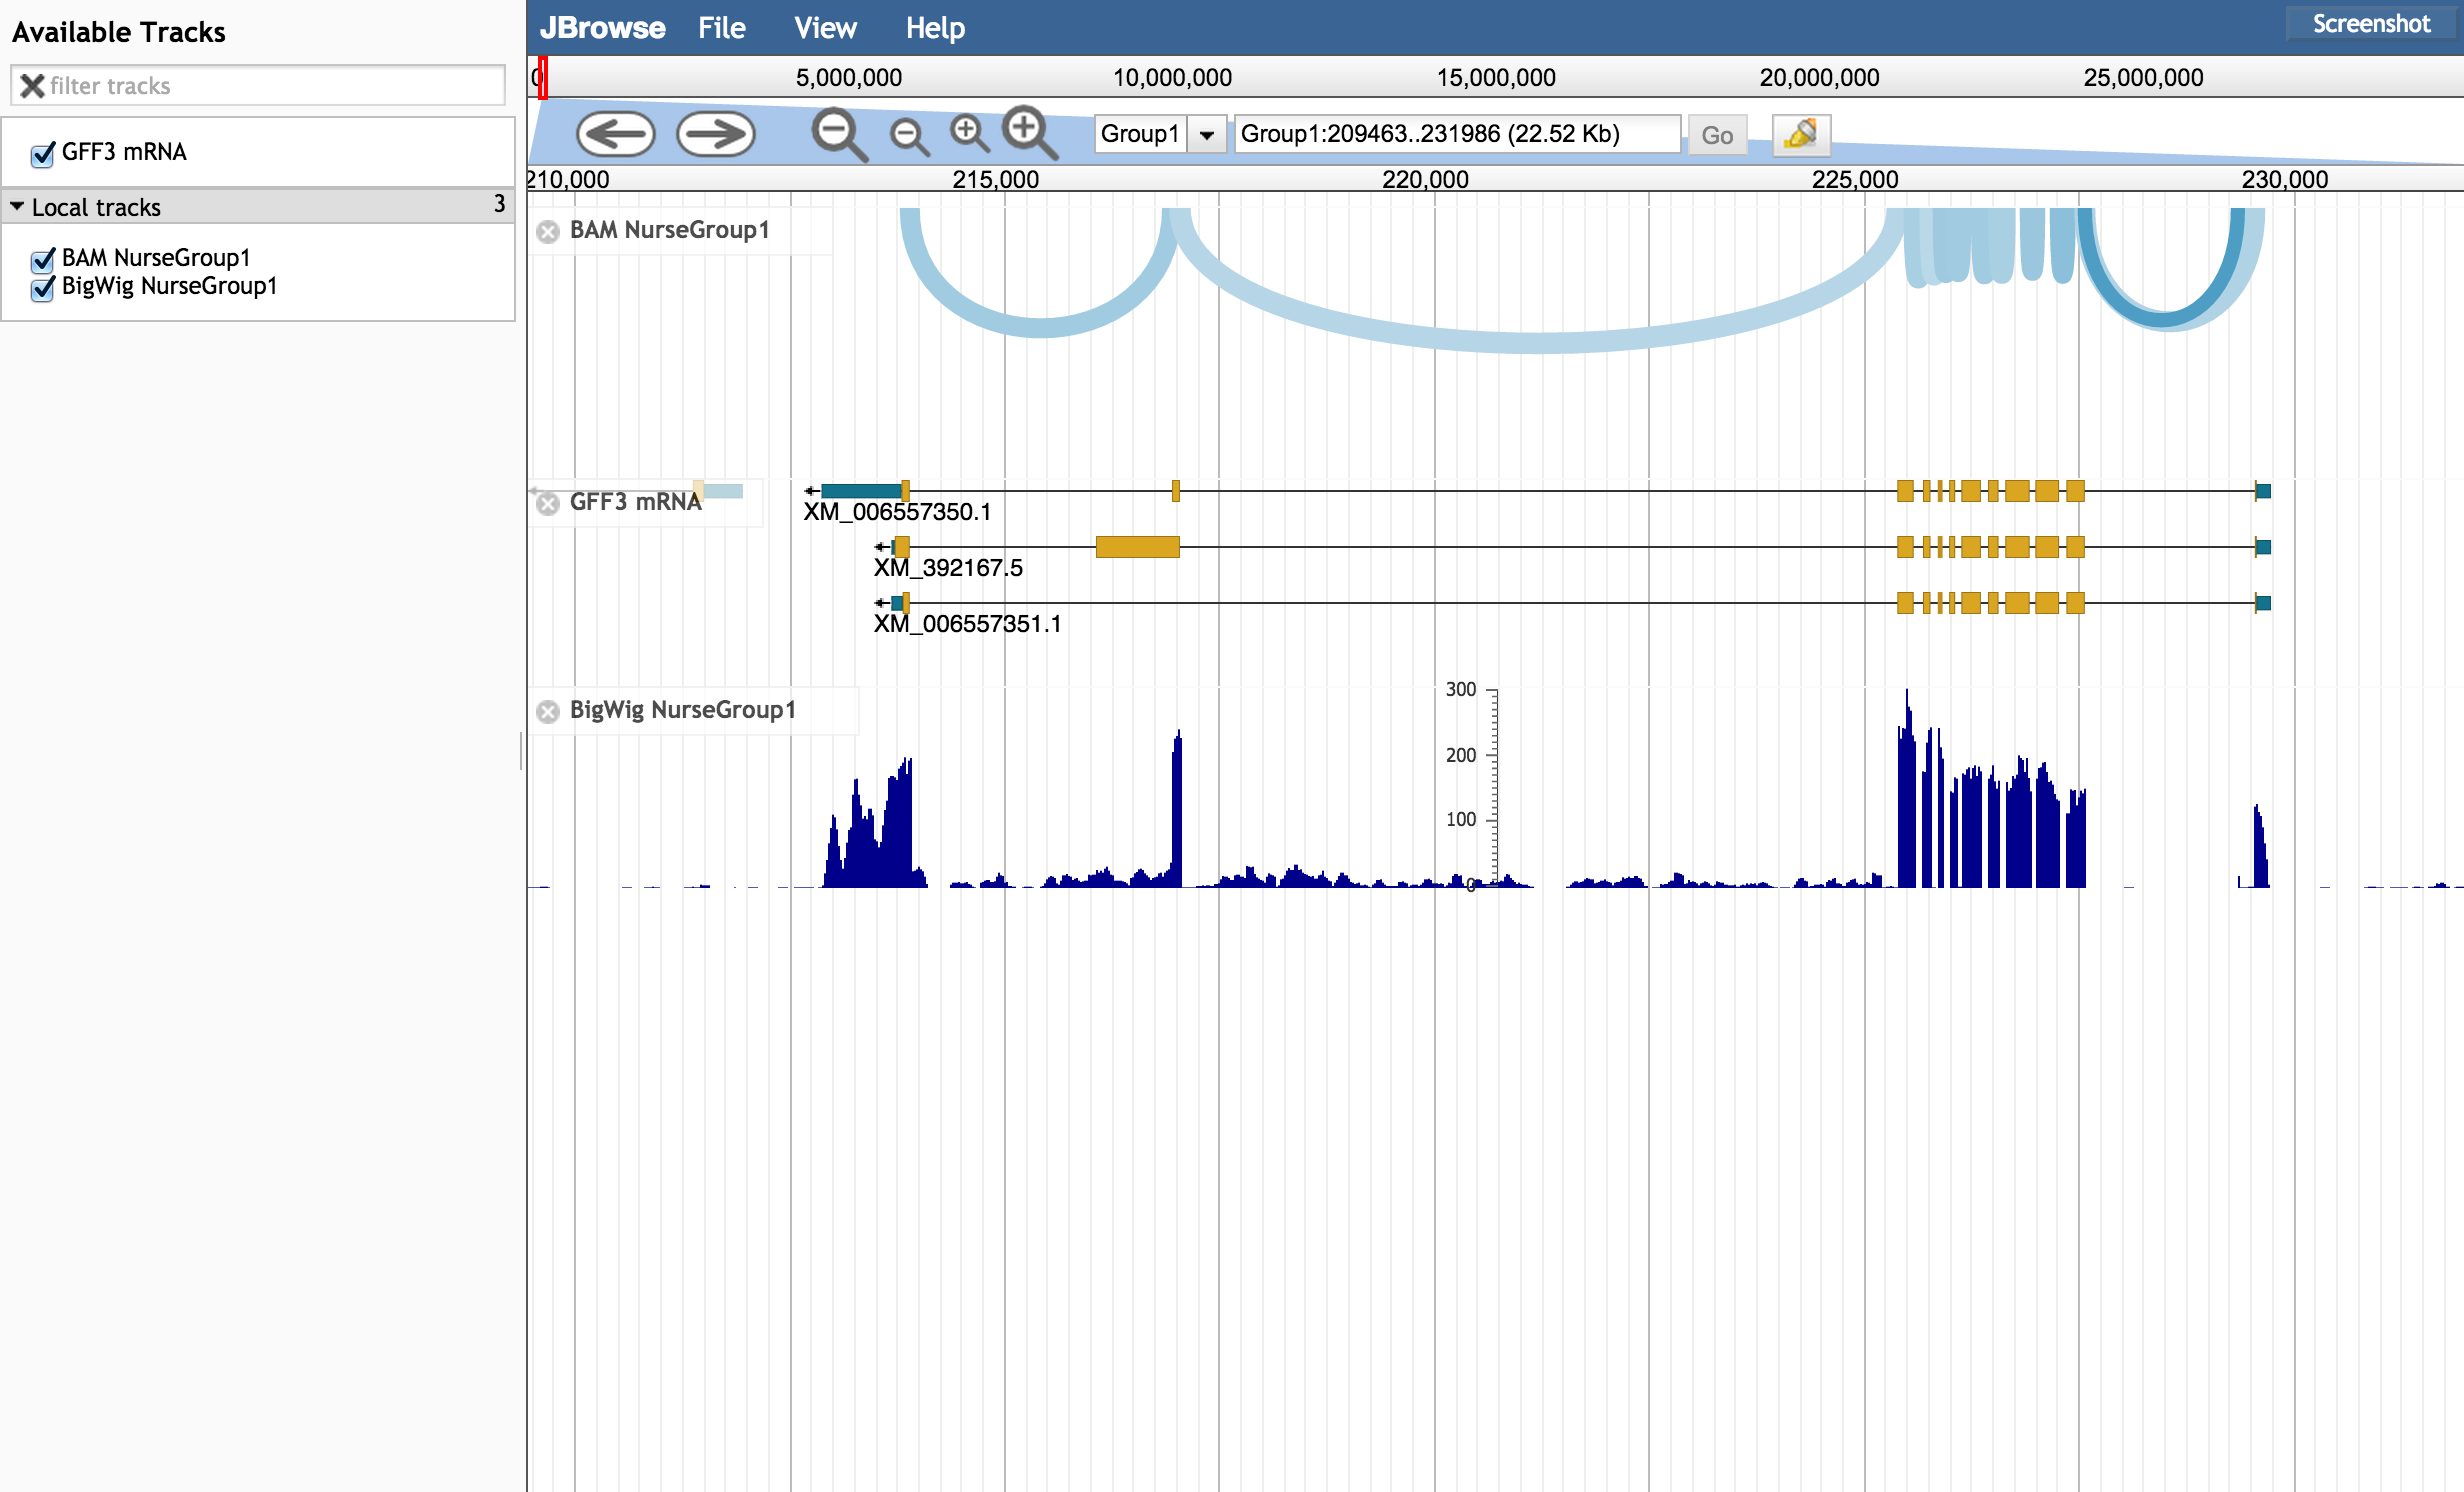 Available Tracks
filter tracks
GFF3 mRNA
Local tracks 3
BAM NurseGroup1
BigWig NurseGroup1
JBrowse File View Help Screenshot
0 5,000,000 10,000,000 15,000,000 20,000,000 25,000,000
Group1 Group1:209463..231986 (22.52 Kb) Go
210,000 215,000 220,000 225,000 230,000
BAM NurseGroup1
GFF3 mRNA
XM_006557350.1
XM_392167.5
XM_006557351.1
BigWig NurseGroup1
300
200
100
0